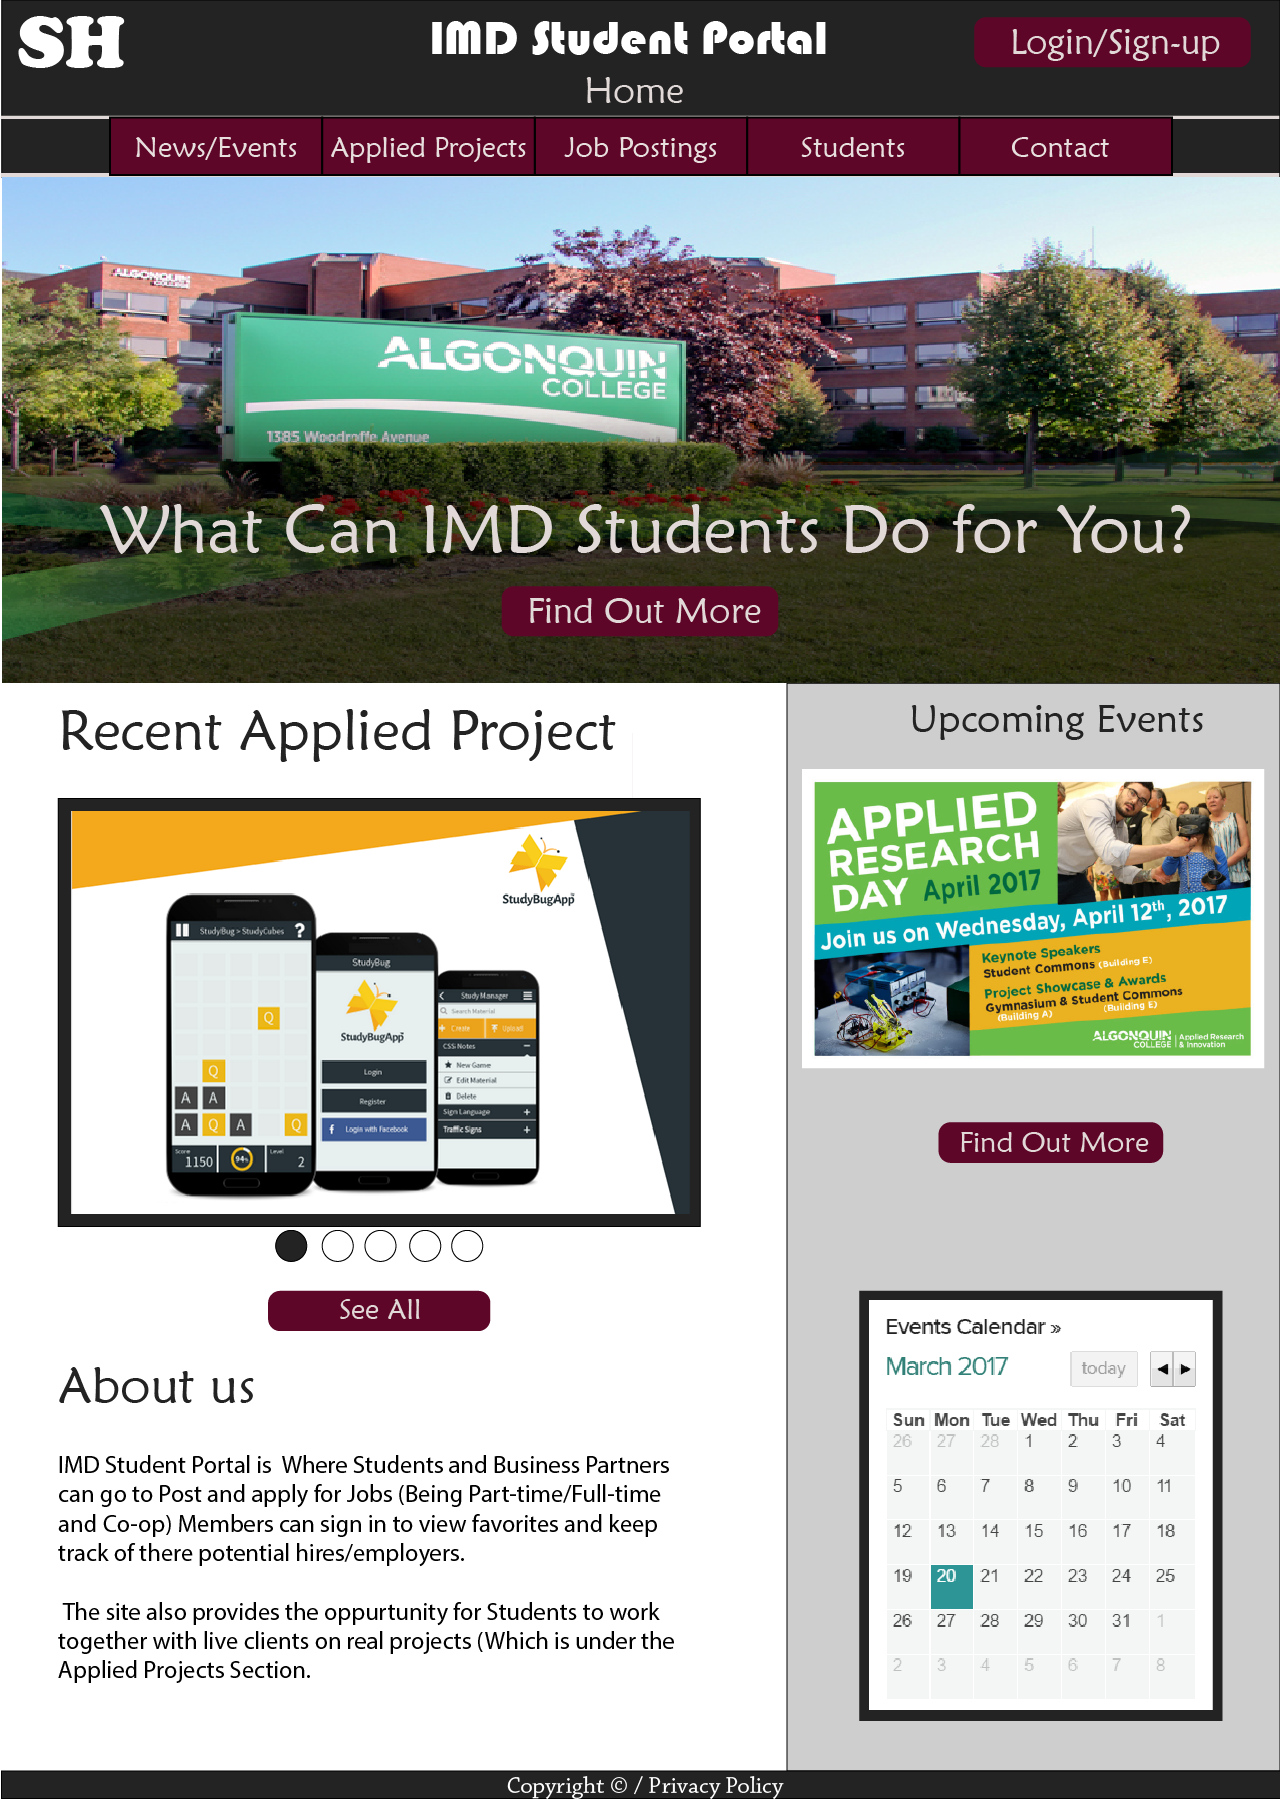 SH
IMD Student Portal
Login/Sign-up
Home
News/Events
Applied Projects
Job Postings
Students
Contact
ALGONQUIN
COLLEGE
ALGONQUIN
COLLEGE
1385 Woodroffe Avenue
What Can IMD Students Do for You?
Find Out More
Recent Applied Project
StudyBugApp
StudyBug > StudyCubes
?
Q
Q
A A
A Q A Q
Score
1150
94%
Level
2
StudyBug
StudyBugApp
Login
Register
f Login with Facebook
Study Manager
Search Material
+ Create
Upload
CSS Notes
New Game
Edit Material
Delete
Sign Language +
Traffic Signs +
See All
About us
IMD Student Portal is  Where Students and Business Partners
can go to Post and apply for Jobs (Being Part-time/Full-time
and Co-op) Members can sign in to view favorites and keep
track of there potential hires/employers.
The site also provides the oppurtunity for Students to work
together with live clients on real projects (Which is under the
Applied Projects Section.
Upcoming Events
APPLIED
RESEARCH
DAY April 2017
Join us on Wednesday, April 12th, 2017
Keynote Speakers
Student Commons (Building E)
Project Showcase & Awards
Gymnasium & Student Commons
(Building A) (Building E)
ALGONQUIN
COLLEGE
Applied Research
& Innovation
Find Out More
Events Calendar »
March 2017
today
Sun Mon Tue Wed Thu Fri Sat
26 27 28 1 2 3 4
5 6 7 8 9 10 11
12 13 14 15 16 17 18
19 20 21 22 23 24 25
26 27 28 29 30 31 1
2 3 4 5 6 7 8
Copyright © / Privacy Policy